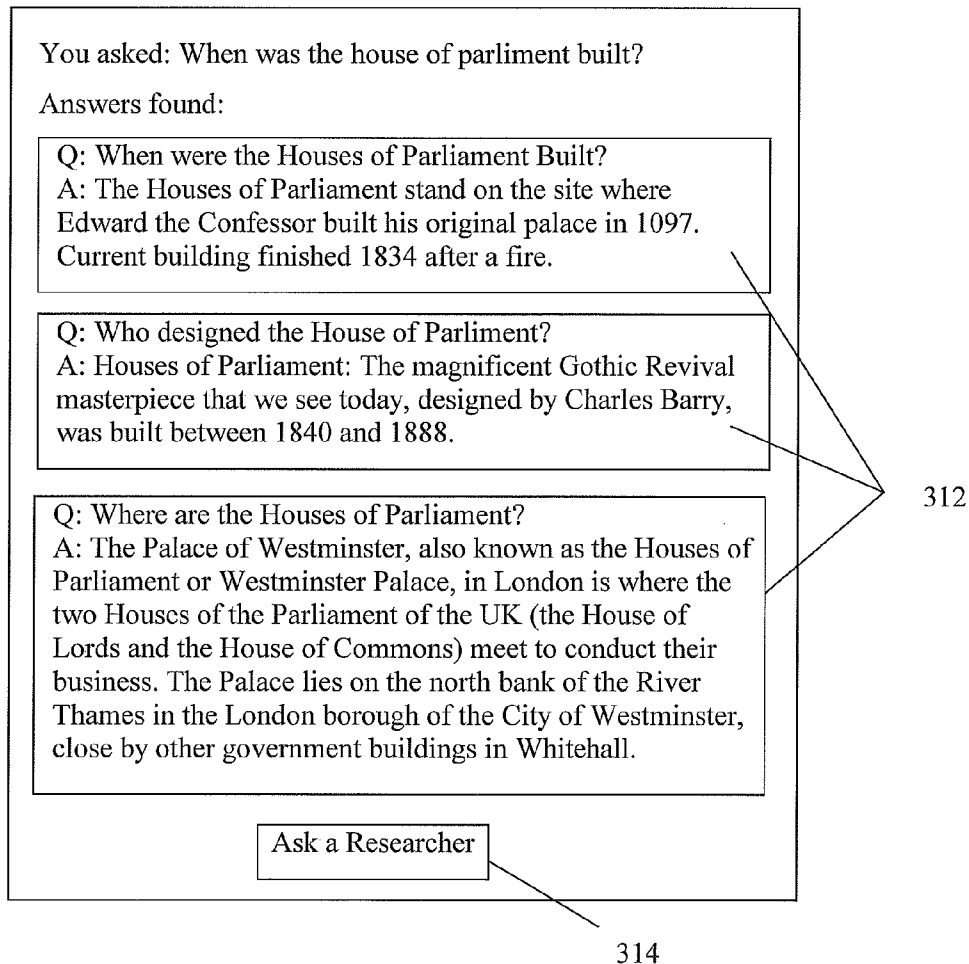 You asked: When was the house of parliment built?
Answers found:
Q: When were the Houses of Parliament Built?
A: The Houses of Parliament stand on the site where
Edward the Confessor built his original palace in 1097.
Current building finished 1834 after a fire.
Q: Who designed the House of Parliment?
A: Houses of Parliament: The magnificent Gothic Revival
masterpiece that we see today, designed by Charles Barry,
was built between 1840 and 1888.
312
Q: Where are the Houses of Parliament?
A: The Palace of Westminster, also known as the Houses of
Parliament or Westminster Palace, in London is where the
two Houses of the Parliament of the UK (the House of
Lords and the House of Commons) meet to conduct their
business. The Palace lies on the north bank of the River
Thames in the London borough of the City of Westminster,
close by other government buildings in Whitehall.
Ask a Researcher
314